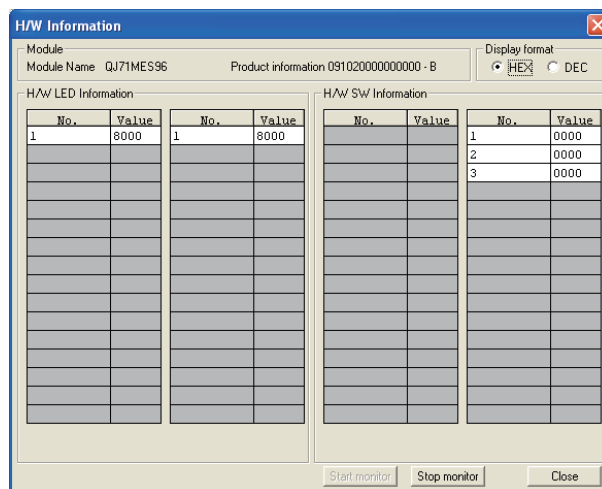 H/W Information
Module
Module Name QJ71MES96 Product information 091020000000000 - B
Display format
HEX DEC
H/W LED Information
No. Value No. Value
1 8000 1 8000
H/W SW Information
No. Value No. Value
1 0000
2 0000
3 0000
Start monitor Stop monitor Close